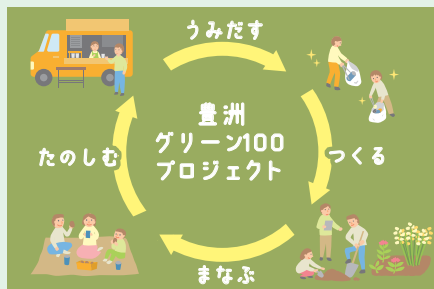 うみだす
豊洲
グリーン100
プロジェクト
たのしむ
つくる
まなぶ